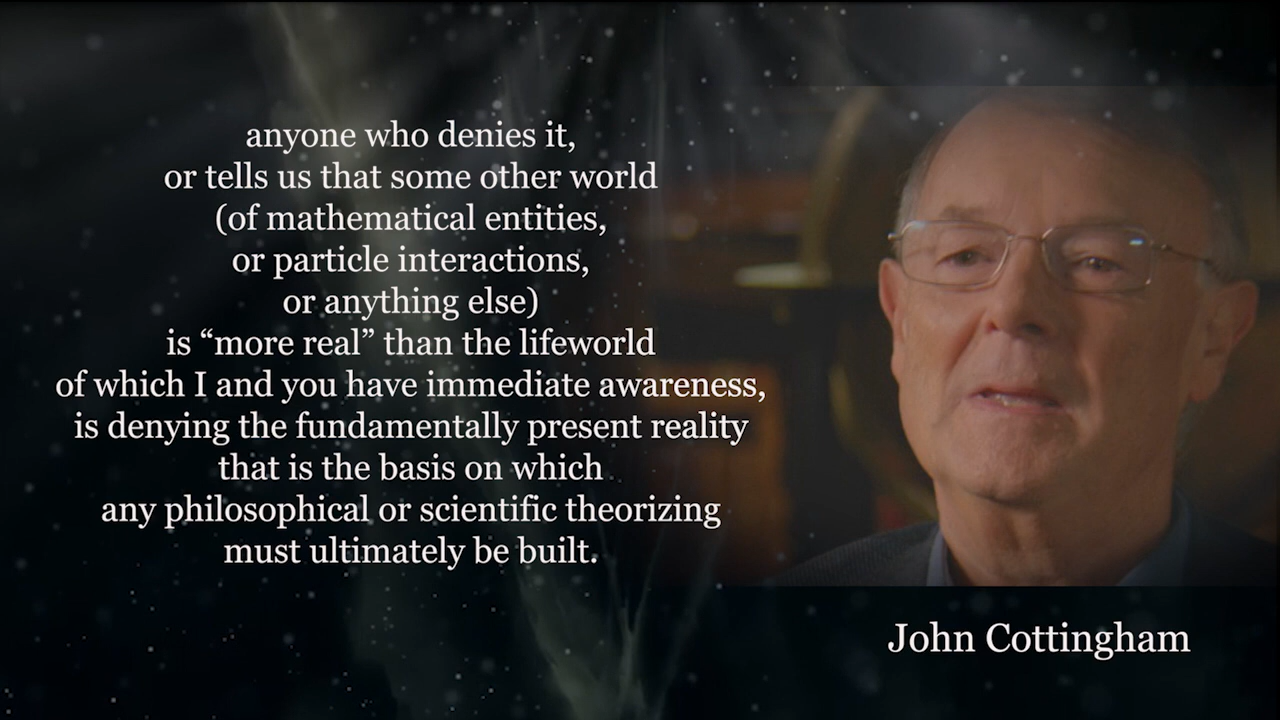 anyone who denies it,
or tells us that some other world
(of mathematical entities,
or particle interactions,
or anything else)
is “more real” than the lifeworld
of which I and you have immediate awareness,
is denying the fundamentally present reality
that is the basis on which
any philosophical or scientific theorizing
must ultimately be built.
John Cottingham